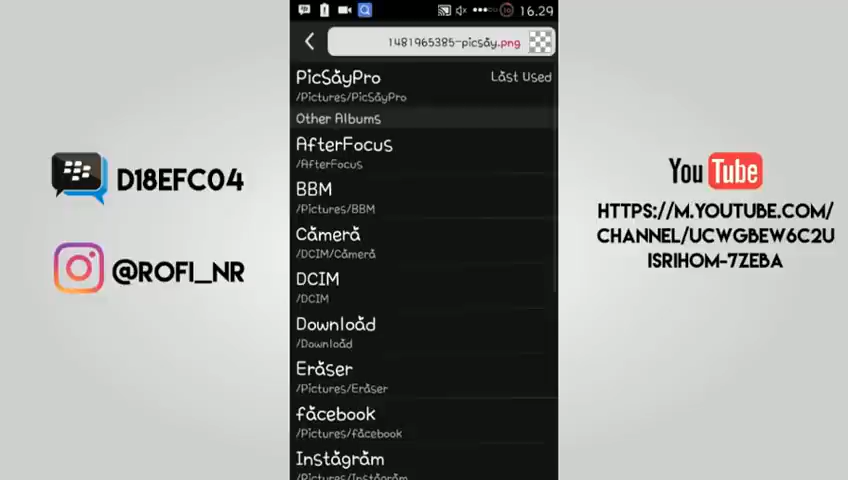 16.29
1481965385-picsay.png
PicSayPro
Last Used
/Pictures/PicSayPro
Other Albums
AfterFocus
/AfterFocus
BBM
/Pictures/BBM
Camera
/DCIM/Camera
DCIM
/DCIM
Download
/Download
Eraser
/Pictures/Eraser
facebook
/Pictures/facebook
Instagram
/Pictures/Instagram
D18EFC04
@ROFI_NR
YouTube
HTTPS://M.YOUTUBE.COM/
CHANNEL/UCWGBEW6C2U
ISRIHOM-7ZEBA